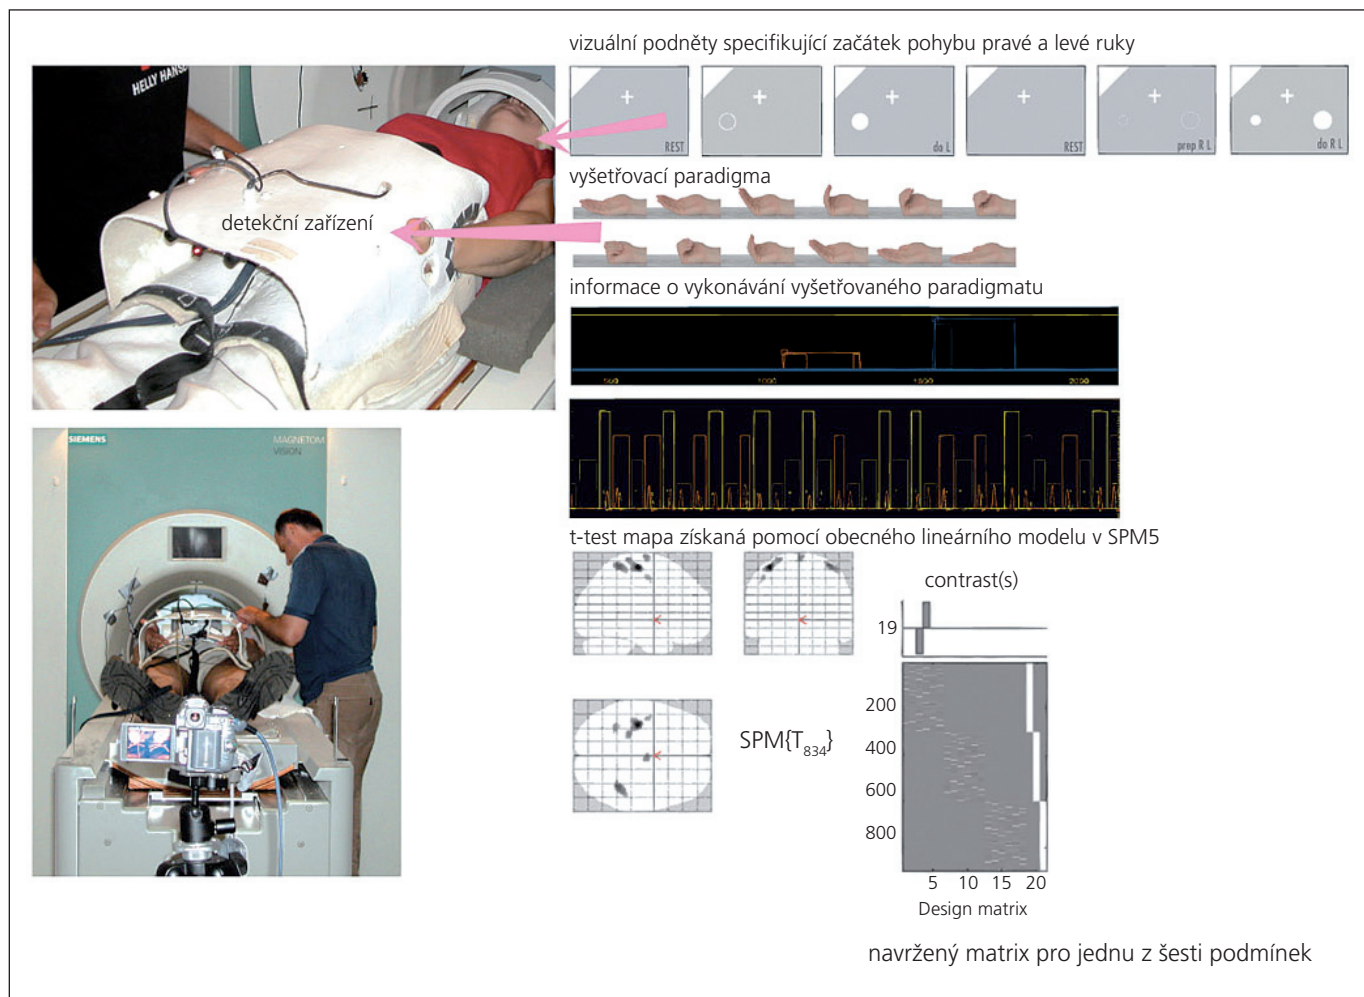 vizuální podněty specifikující začátek pohybu pravé a levé ruky
HELLY HANSE
REST
do L
REST
prep R L
do R L
vyšetřovací paradigma
detekční zařízení
informace o vykonávání vyšetřovaného paradigmatu
500
1000
1500
2000
SIEMENS
MAGNETOM
VISION
t-test mapa získaná pomocí obecného lineárního modelu v SPM5
contrast(s)
19
SPM{T834}
200
400
600
800
5 10 15 20
Design matrix
navržený matrix pro jednu z šesti podmínek